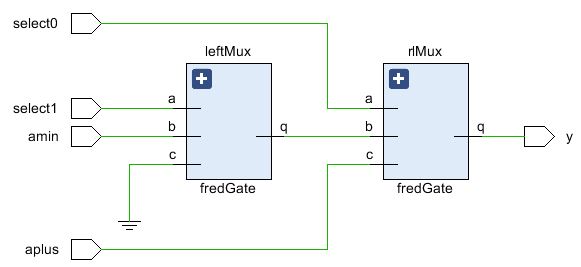 select0
leftMux
rlMux
select1
a
a
amin
b
q
b
q
y
c
c
fredGate
fredGate
aplus